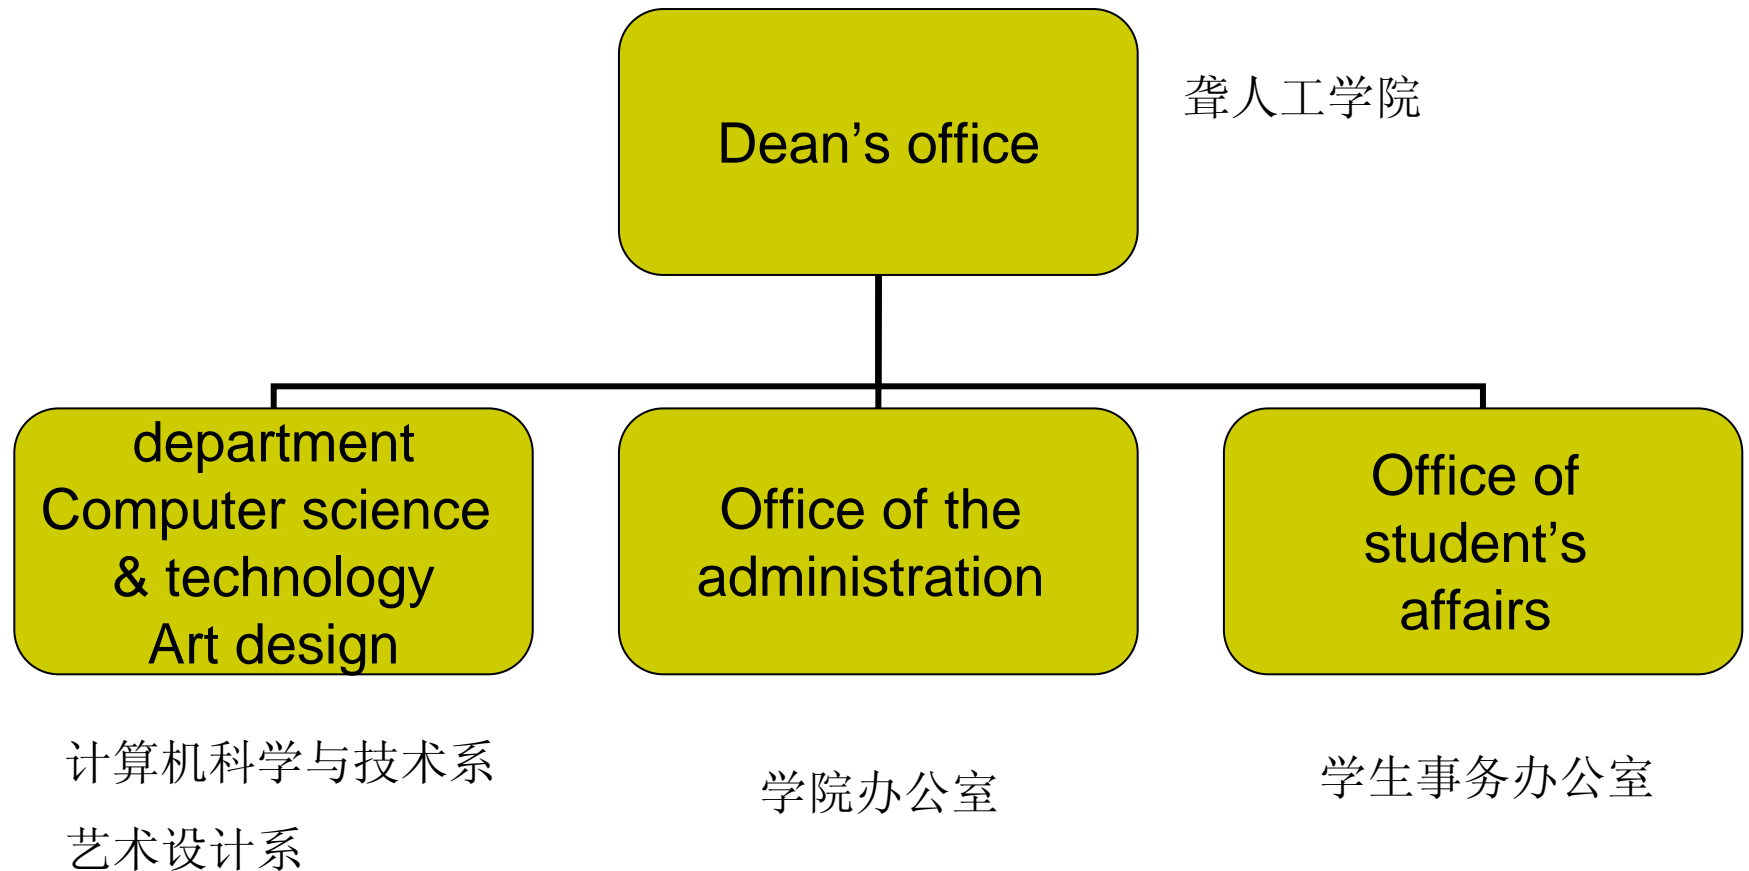 Dean’s office
聋人工学院
department
Computer science
& technology
Art design
Office of the
administration
Office of
student’s
affairs
计算机科学与技术系
艺术设计系
学院办公室
学生事务办公室